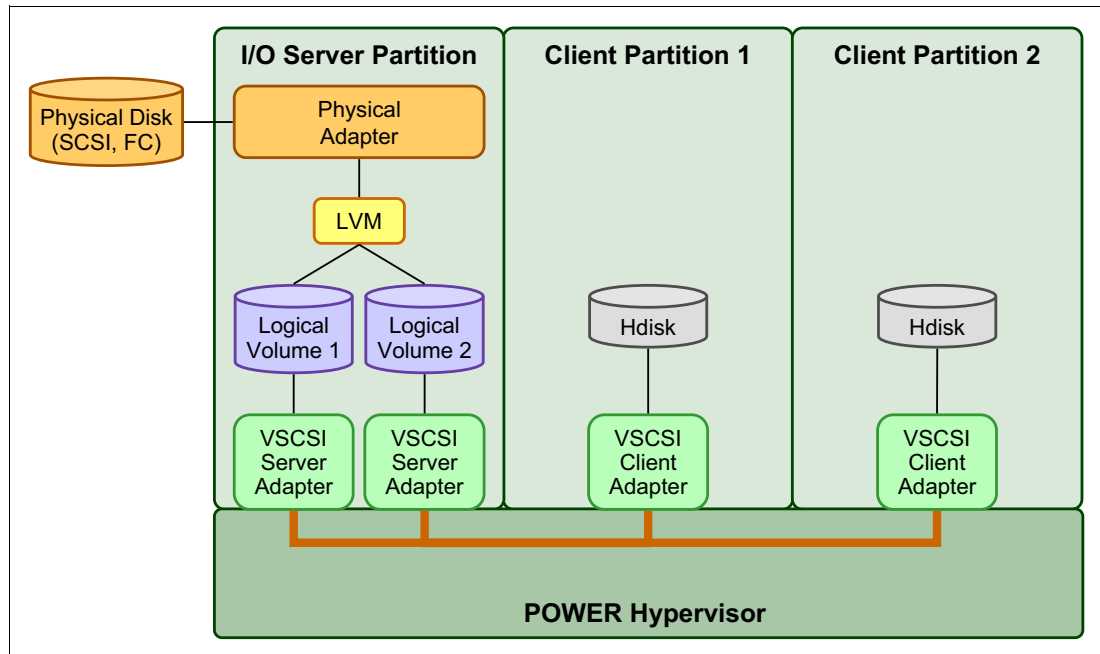 I/O Server Partition
Client Partition 1
Client Partition 2
Physical Disk
(SCSI, FC)
Physical
Adapter
LVM
Logical
Volume 1
Logical
Volume 2
Hdisk
Hdisk
VSCSI
Server
Adapter
VSCSI
Server
Adapter
VSCSI
Client
Adapter
VSCSI
Client
Adapter
POWER Hypervisor